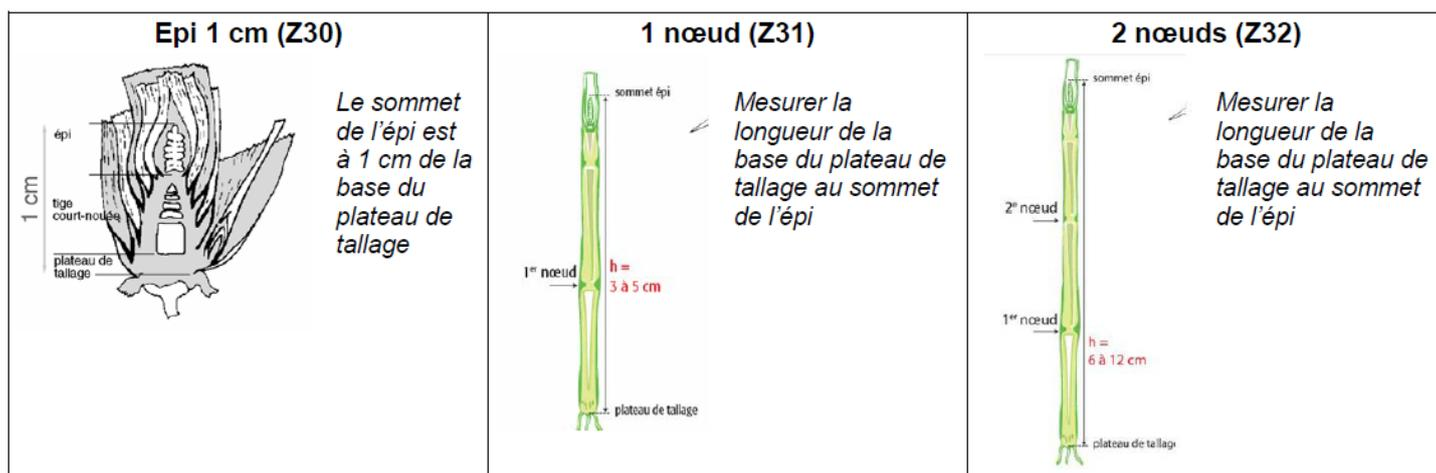 Epi 1 cm (Z30)
épi
1 cm
tige
court-nouée
plateau de
tallage
Le sommet
de l'épi est
à 1 cm de la
base du
plateau de
tallage
1 nœud (Z31)
sommet épi
1er nœud
h =
3 à 5 cm
plateau de tallage
Mesurer la
longueur de la
base du plateau de
tallage au sommet
de l'épi
2 nœuds (Z32)
sommet épi
2e nœud
1er nœud
h =
6 à 12 cm
plateau de tallage
Mesurer la
longueur de la
base du plateau de
tallage au sommet
de l'épi